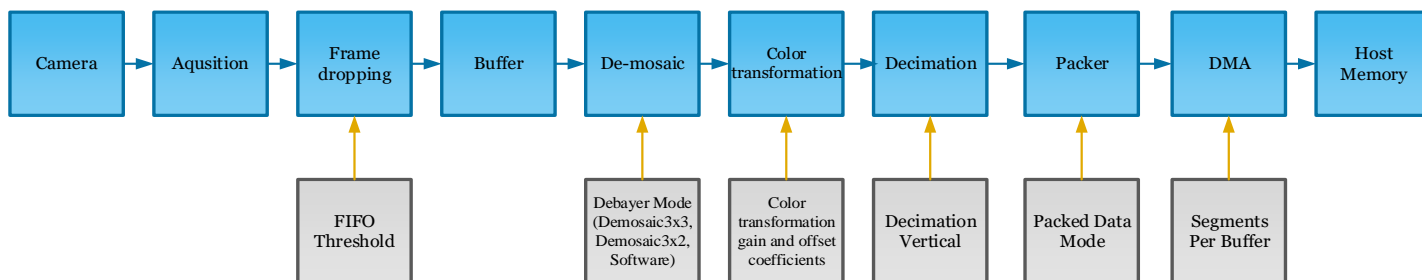 Camera
Aqusition
Frame
dropping
Buffer
De-mosaic
Color
transformation
Decimation
Packer
DMA
Host
Memory
FIFO
Threshold
Debayer Mode
(Demosaic3x3,
Demosaic3x2,
Software)
Color
transformation
gain and offset
coefficients
Decimation
Vertical
Packed Data
Mode
Segments
Per Buffer